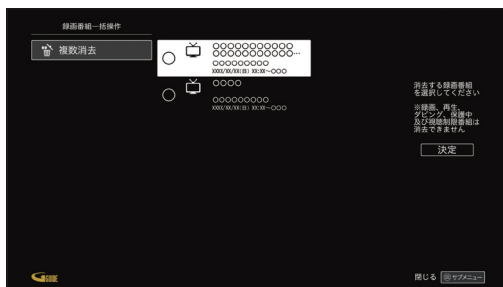 録画番組一括操作
複数消去
○○○○○○○○○○○
○○○○○○○○○○…
○○○○○○○○○
XXXX/XX/XX(日) XX:XX～○○○
○○○○
○○○○○○○○○
XXXX/XX/XX(日) XX:XX～○○○
消去する録画番組
を選択してください
※録画、再生、
ダビング、保護中
及び視聴制限番組は
消去できません
決定
G GUIDE
閉じる サブメニュー